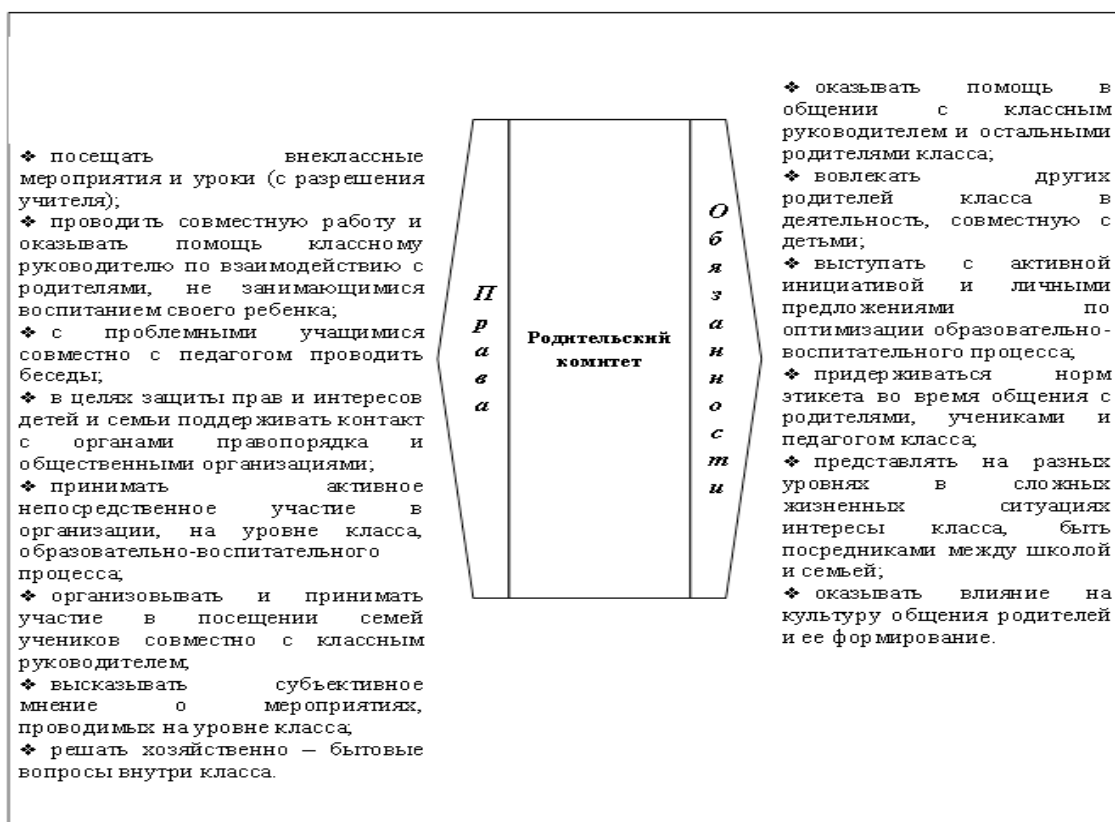 ❖ посещать внеклассные
мероприятия и уроки (с разрешения
учителя);
❖ проводить совместную работу и
оказывать помощь классному
руководителю по взаимодействию с
родителями, не занимающимися
воспитанием своего ребенка;
❖ с проблемными учащимися
совместно с педагогом проводить
беседы;
❖ в целях защиты прав и интересов
детей и семьи поддерживать контакт
с органами правопорядка и
общественными организациями;
❖ принимать активное
непосредственное участие в
организации, на уровне класса,
образовательно-воспитательного
процесса;
❖ организовывать и принимать
участие в посещении семей
учеников совместно с классным
руководителем;
❖ высказывать субъективное
мнение о мероприятиях,
проводимых на уровне класса;
❖ решать хозяйственно – бытовые
вопросы внутри класса.
Права
Родительский
комитет
Обязанности
❖ оказывать помощь в
общении с классным
руководителем и остальными
родителями класса;
❖ вовлекать других
родителей класса в
деятельность, совместную с
детьми;
❖ выступать с активной
инициативой и личными
предложениями по
оптимизации образовательно-
воспитательного процесса;
❖ придерживаться норм
этикета во время общения с
родителями, учениками и
педагогом класса;
❖ представлять на разных
уровнях в сложных
жизненных ситуациях
интересы класса, быть
посредниками между школой
и семьей;
❖ оказывать влияние на
культуру общения родителей
и ее формирование.